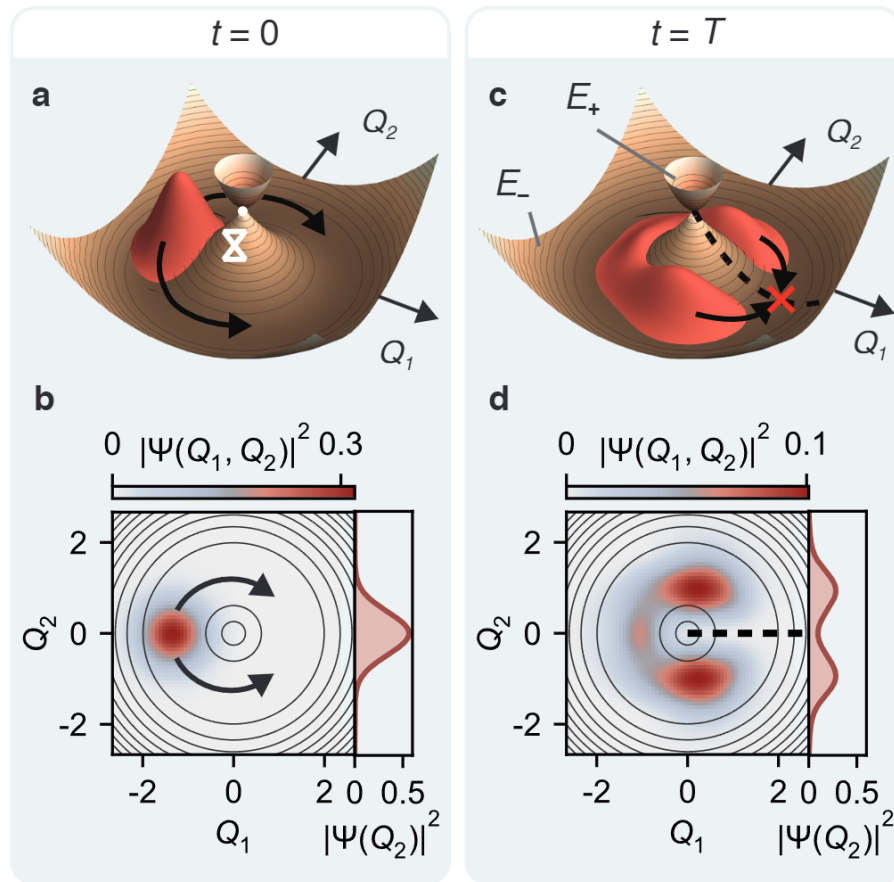 t = 0
a
Q₂
Q₁
b
0 |Ψ(Q₁, Q₂)|² 0.3
2
0
-2
Q₂
-2 0 2 0 0.5
Q₁ |Ψ(Q₂)|²
t = T
c
E₊
Q₂
E₋
Q₁
d
0 |Ψ(Q₁, Q₂)|² 0.1
2
0
-2
Q₂
-2 0 2 0 0.5
Q₁ |Ψ(Q₂)|²